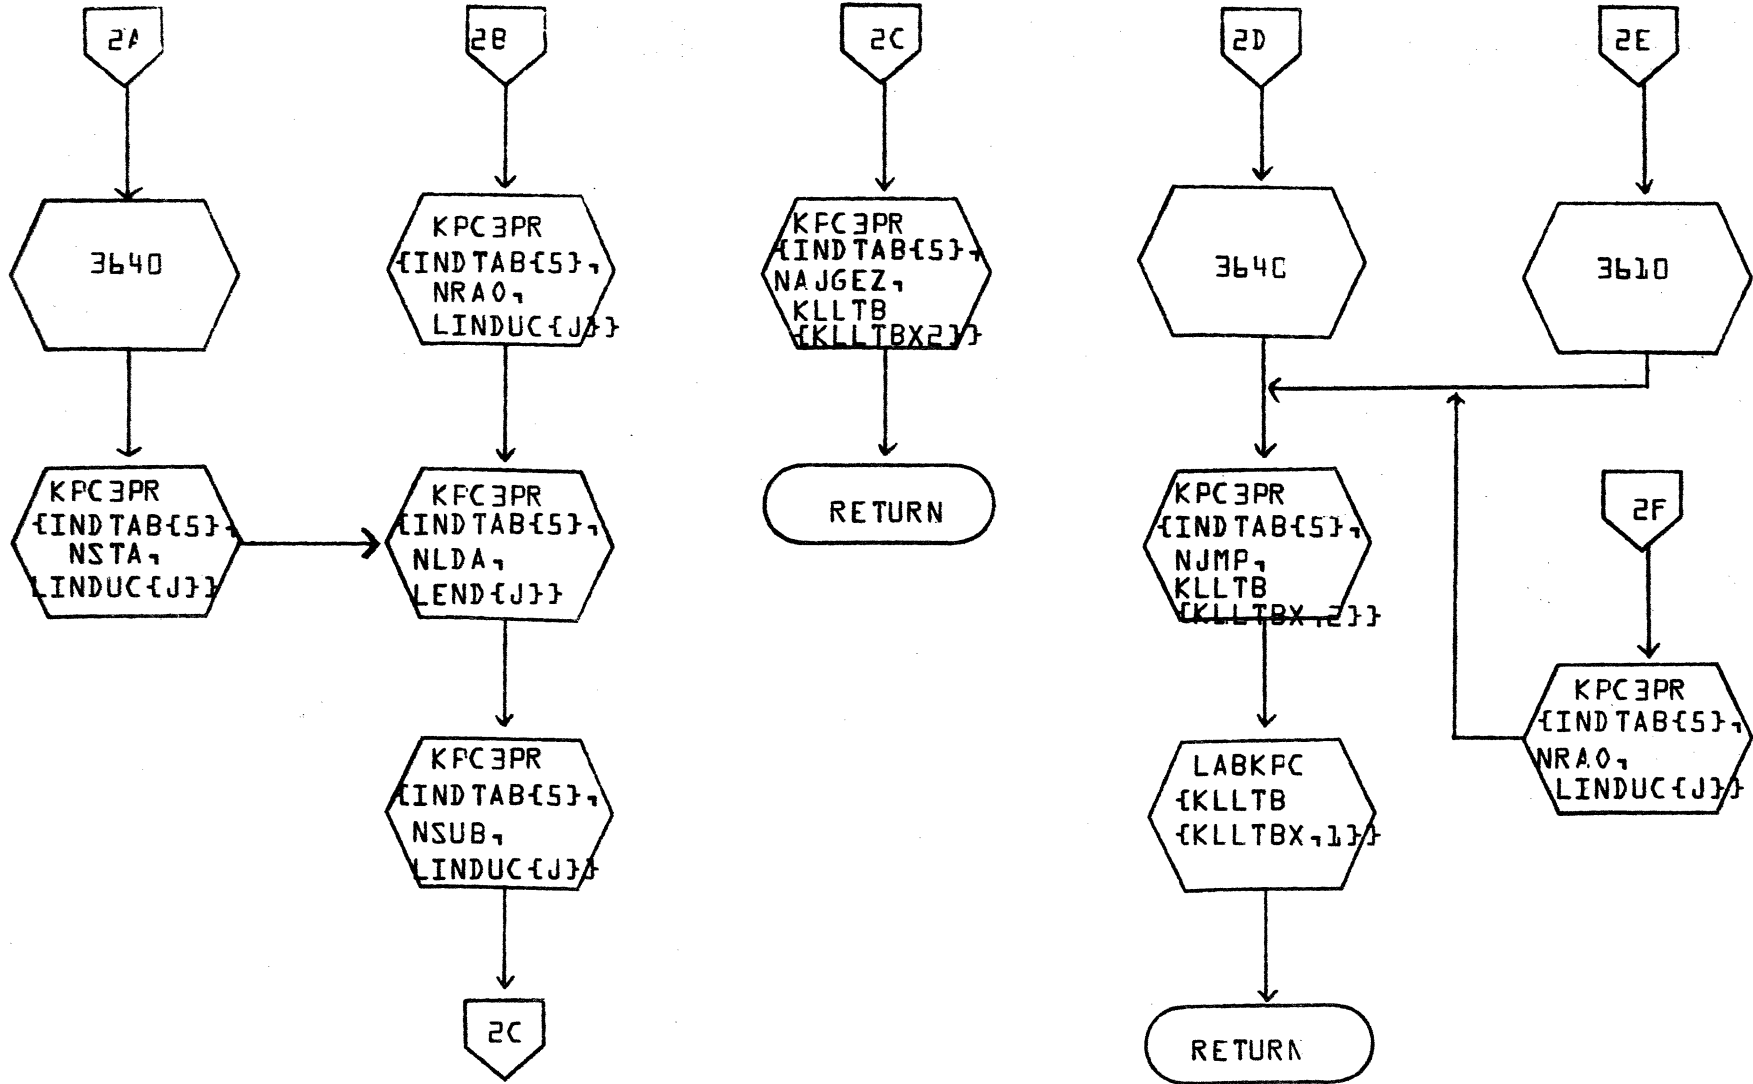 2A
3640
KPC3PR
{INDTAB{5},
NSTA,
LINDUC{J}}
2B
KPC3PR
{INDTAB{5},
NRAO,
LINDUC{J}}
KPC3PR
{INDTAB{5},
NLDA,
LEND{J}}
KPC3PR
{INDTAB{5},
NSUB,
LINDUC{J}}
2C
2C
KPC3PR
{INDTAB{5},
NAJGEZ,
KLLTB
{KLLTBX2}}
RETURN
2D
3640
KPC3PR
{INDTAB{5},
NJMP,
KLLTB
{KLLTBX,2}}
LABKPC
{KLLTB
{KLLTBX,1}}
RETURN
2E
3610
2F
KPC3PR
{INDTAB{5},
NRAO,
LINDUC{J}}